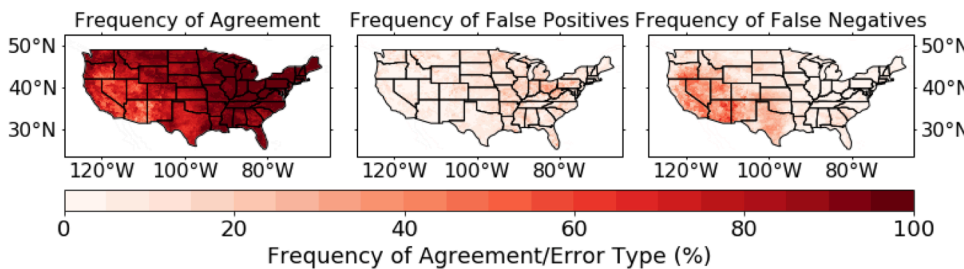 Frequency of Agreement Frequency of False Positives Frequency of False Negatives
50°N 50°N
40°N 40°N
30°N 30°N
120°W 100°W 80°W 120°W 100°W 80°W 120°W 100°W 80°W
0 20 40 60 80 100
Frequency of Agreement/Error Type (%)